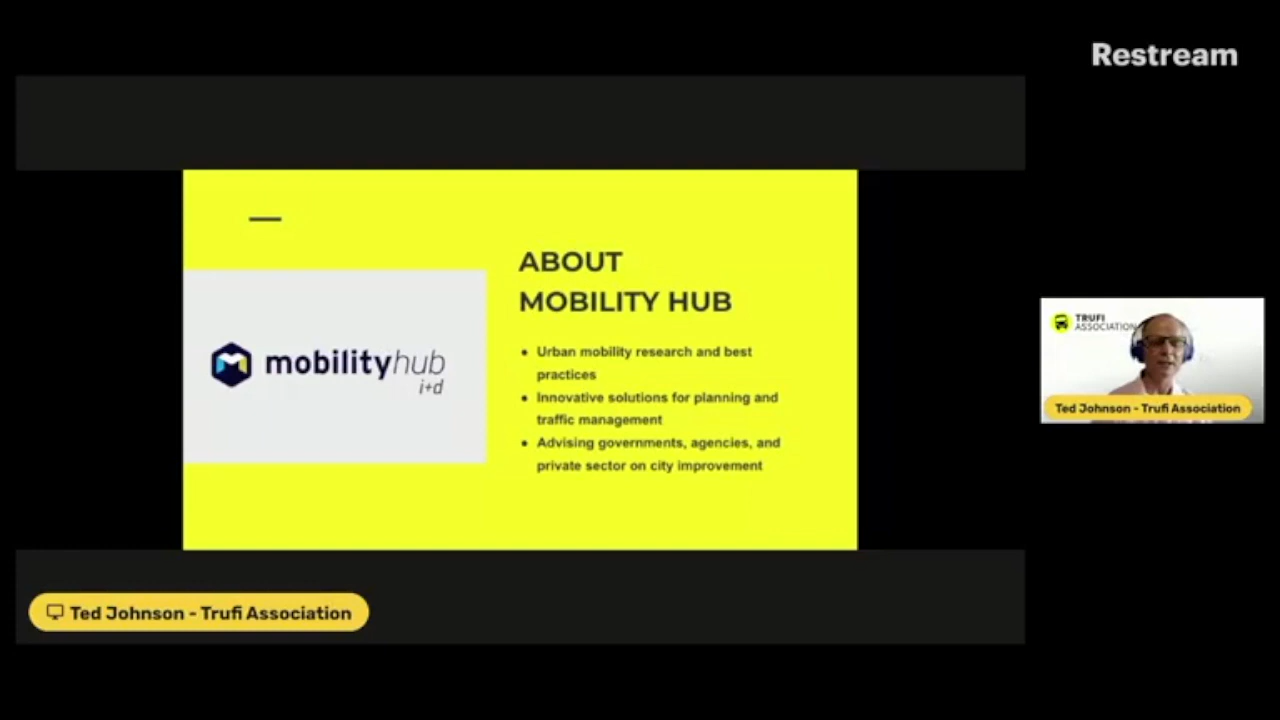 Restream
ABOUT
MOBILITY HUB
mobilityhub
i+d
• Urban mobility research and best
practices
• Innovative solutions for planning and
traffic management
• Advising governments, agencies, and
private sector on city improvement
TRUFI
ASSOCIATION
Ted Johnson - Trufi Association
Ted Johnson - Trufi Association